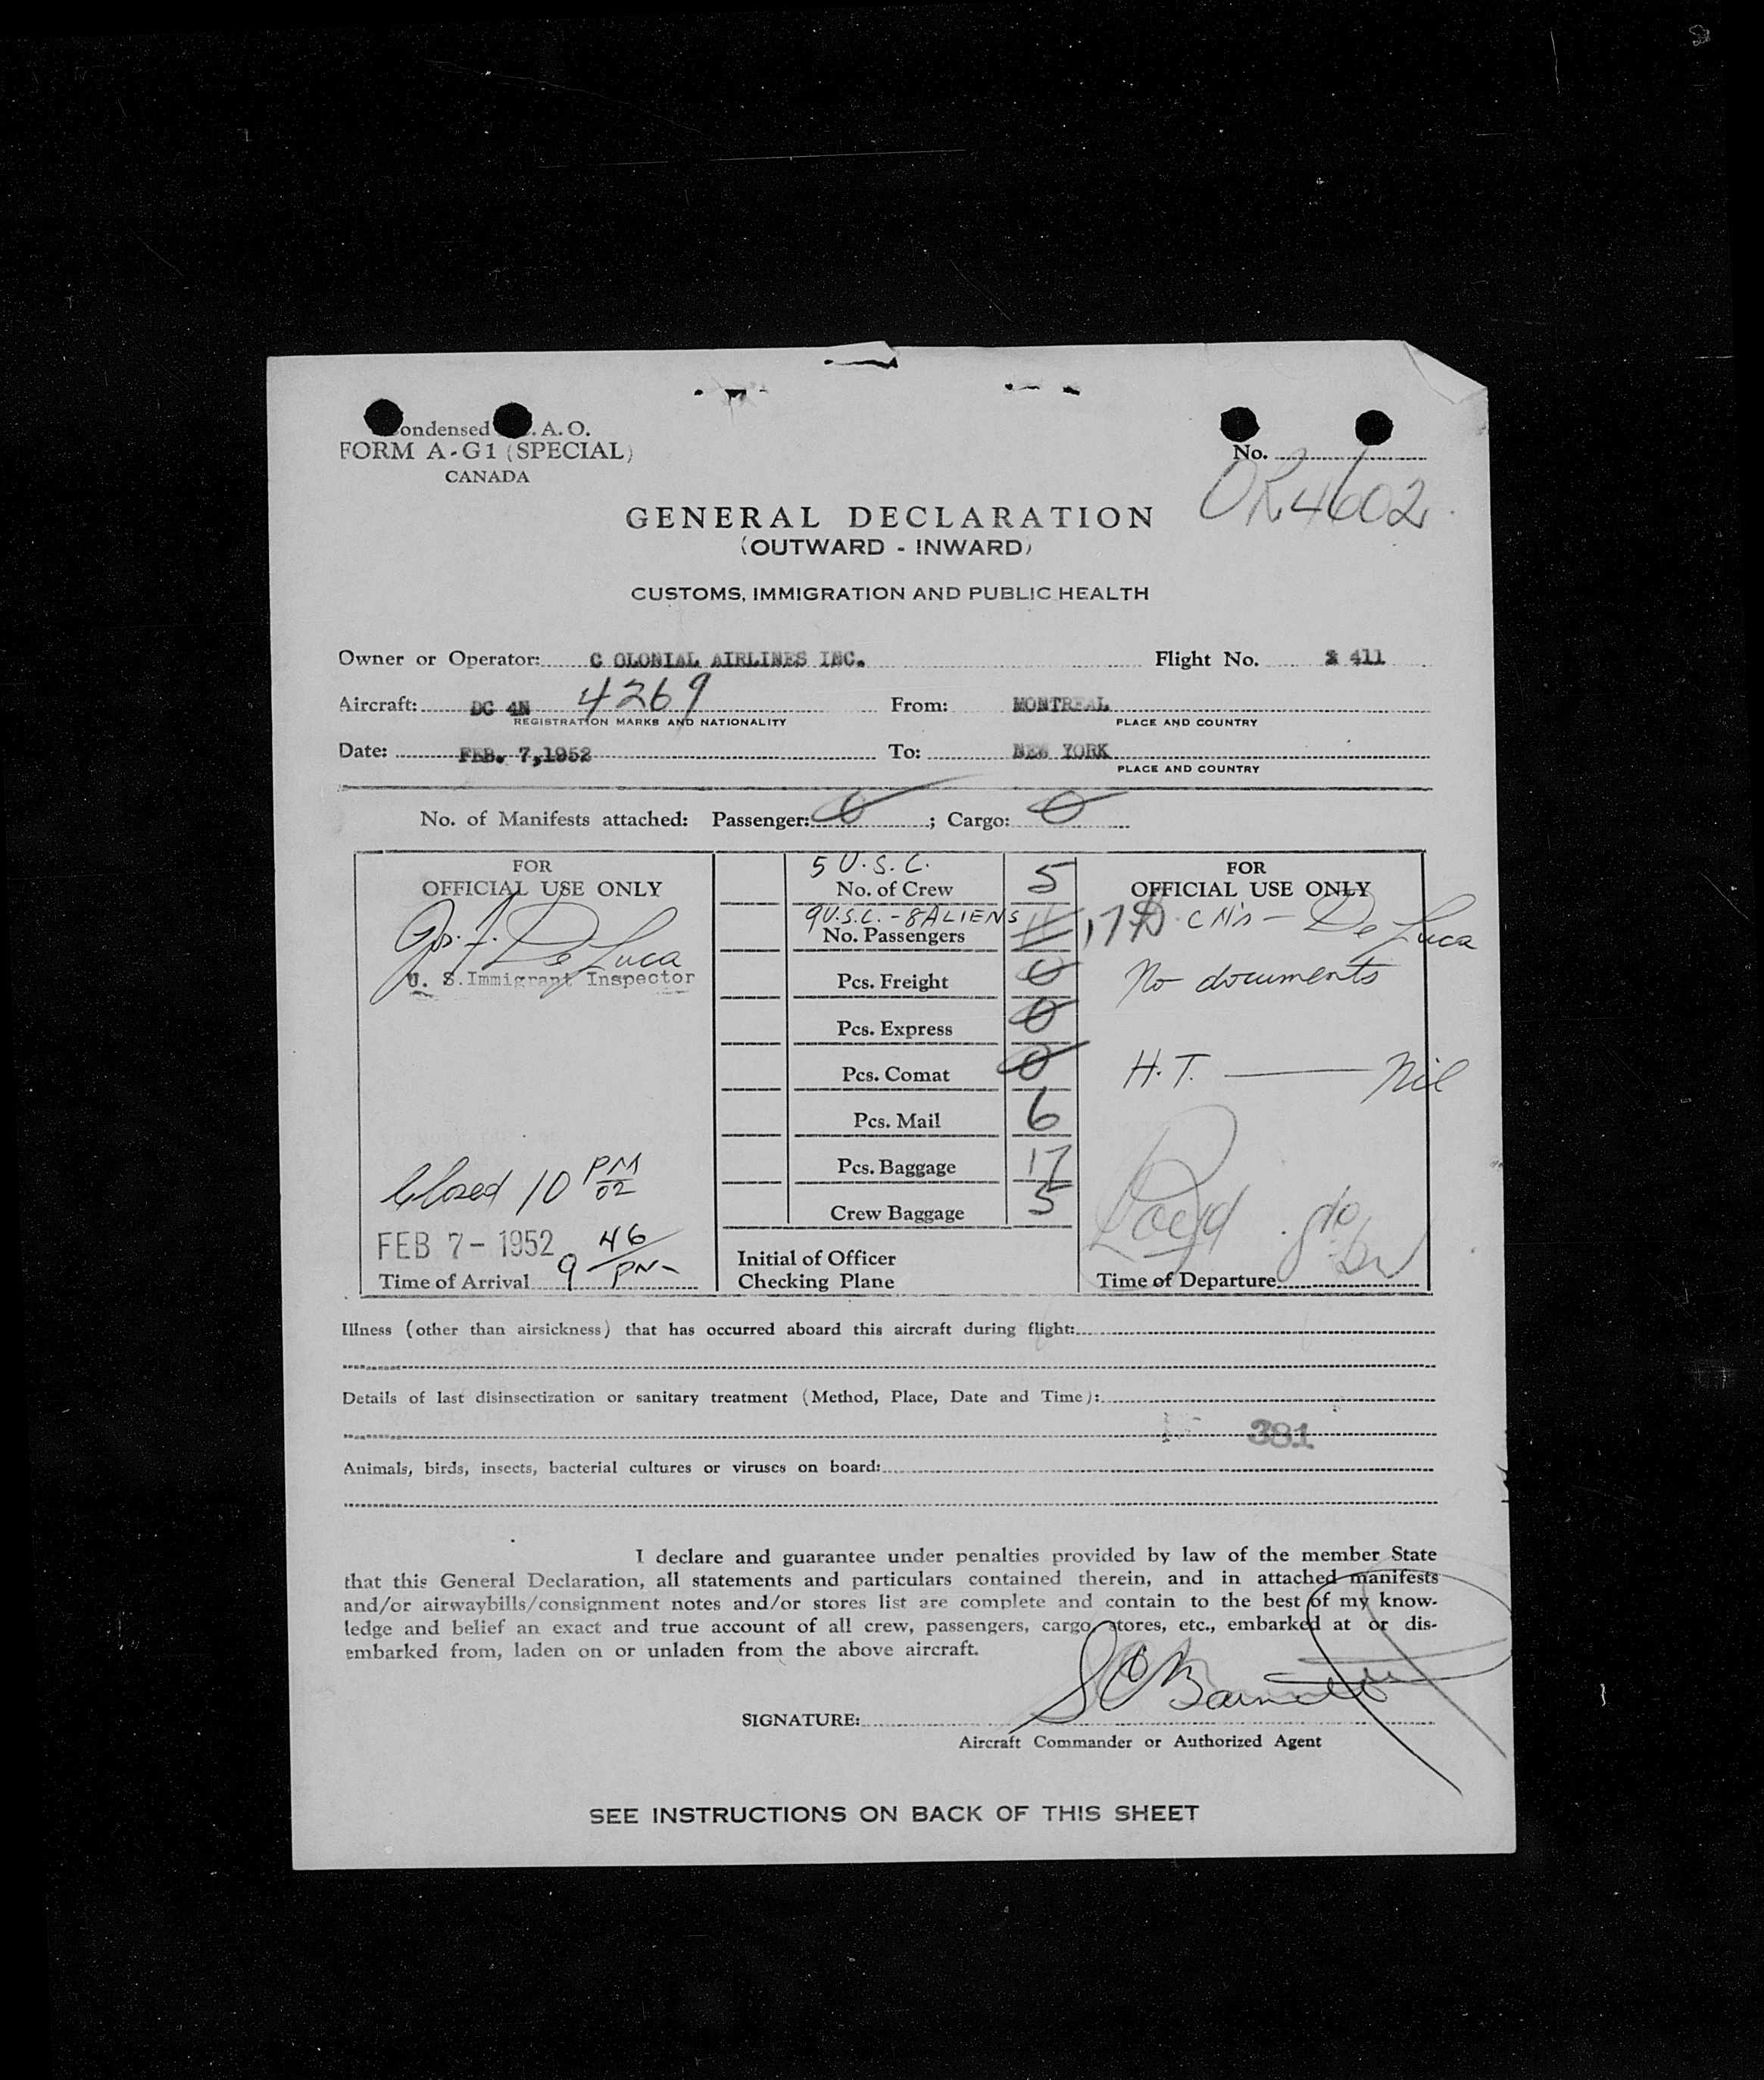 ondensed . A. O.
FORM A-G1 (SPECIAL)
CANADA
No.
OR4602
GENERAL DECLARATION
(OUTWARD - INWARD)
CUSTOMS, IMMIGRATION AND PUBLIC HEALTH
Owner or Operator: C OLONIAL AIRLINES INC. Flight No. 411
Aircraft: DC 4N 4269 From: MONTREAL
REGISTRATION MARKS AND NATIONALITY PLACE AND COUNTRY
Date: FEB. 7,1952 To: NEW YORK
PLACE AND COUNTRY
No. of Manifests attached: Passenger: 0; Cargo: 0
FOR
OFFICIAL USE ONLY
De Luca
U. S. Immigrant Inspector
Closed 10 PM
02
FEB 7 - 1952 9 46
PM
Time of Arrival
5 U.S.C.
No. of Crew 5
9 U.S.C. - 8 ALIENS
No. Passengers 17
Pcs. Freight 0
Pcs. Express 0
Pcs. Comat 0
Pcs. Mail 6
Pcs. Baggage 17
Crew Baggage 5
Initial of Officer
Checking Plane
FOR
OFFICIAL USE ONLY
De Luca
No documents
H.T. — Nil
Time of Departure
Illness (other than airsickness) that has occurred aboard this aircraft during flight:
Details of last disinsectization or sanitary treatment (Method, Place, Date and Time):
381
Animals, birds, insects, bacterial cultures or viruses on board:
I declare and guarantee under penalties provided by law of the member State
that this General Declaration, all statements and particulars contained therein, and in attached manifests
and/or airwaybills/consignment notes and/or stores list are complete and contain to the best of my know-
ledge and belief an exact and true account of all crew, passengers, cargo, stores, etc., embarked at or dis-
embarked from, laden on or unladen from the above aircraft.
SIGNATURE:
Aircraft Commander or Authorized Agent
SEE INSTRUCTIONS ON BACK OF THIS SHEET